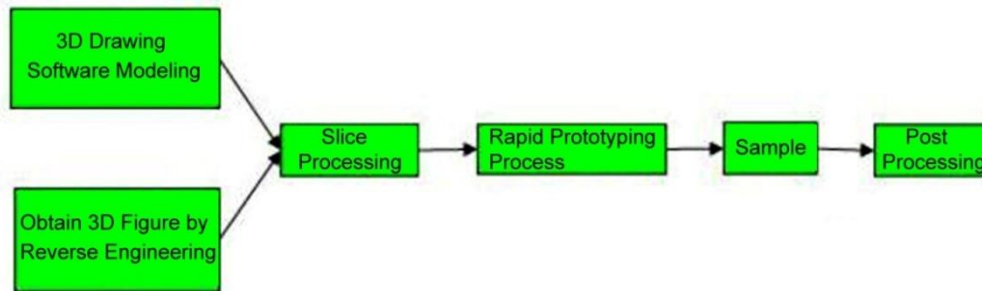 3D Drawing
Software Modeling
Obtain 3D Figure by
Reverse Engineering
Slice
Processing
Rapid Prototyping
Process
Sample
Post
Processing